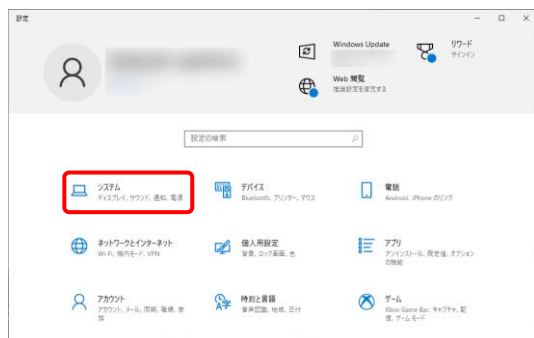 設定
Windows Update
リワード
サインイン
Web 閲覧
推奨設定を復元する
設定の検索
システム
ディスプレイ、サウンド、通知、電源
デバイス
Bluetooth、プリンター、マウス
電話
Android, iPhone のリンク
ネットワークとインターネット
Wi-Fi、機内モード、VPN
個人用設定
背景、ロック画面、色
アプリ
アンインストール、既定値、オプション
の機能
アカウント
アカウント、メール、同期、職場、家
族
時刻と言語
音声認識、地域、日付
ゲーム
Xbox Game Bar、キャプチャ、配
信、ゲーム モード